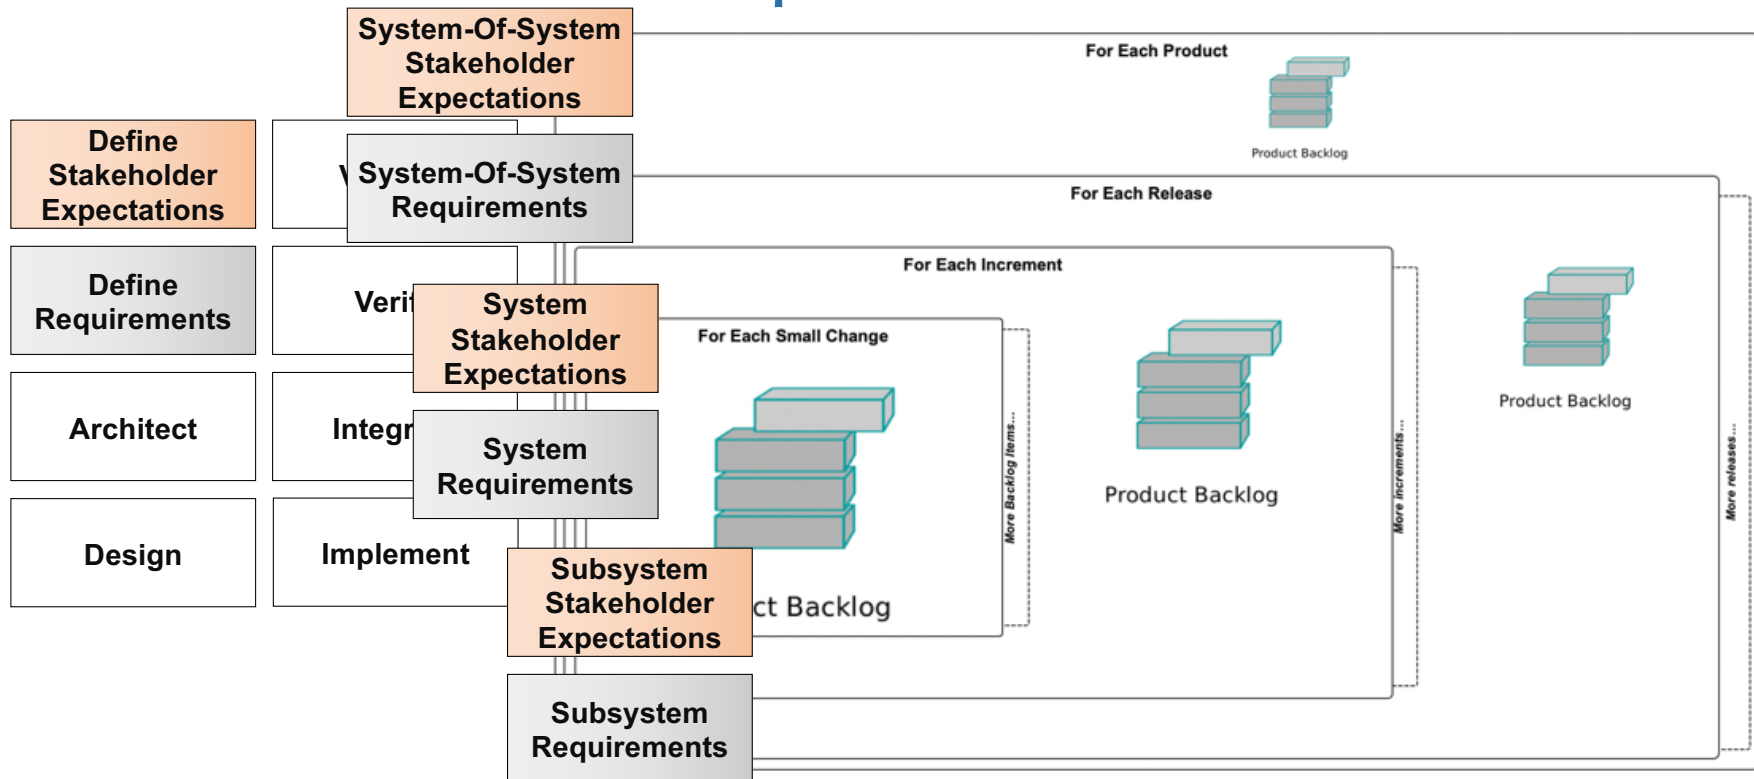 System-Of-System
Stakeholder
Expectations
For Each Product
Product Backlog
Define
Stakeholder
Expectations
System-Of-System
Requirements
For Each Release
Define
Requirements
Verif
System
Stakeholder
Expectations
For Each Increment
For Each Small Change
Product Backlog
More releases...
Architect
Integr
System
Requirements
More Backlog Items...
Product Backlog
More increments...
Design
Implement
Subsystem
Stakeholder
Expectations
ct Backlog
Subsystem
Requirements